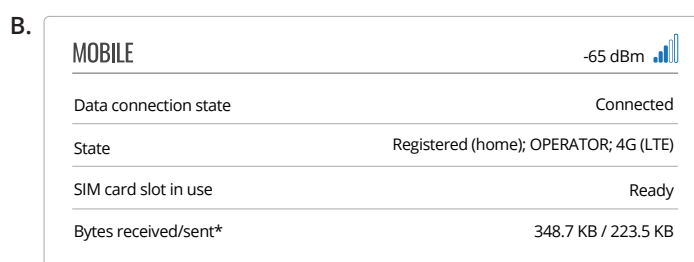 B.
MOBILE -65 dBm
Data connection state Connected
State Registered (home); OPERATOR; 4G (LTE)
SIM card slot in use Ready
Bytes received/sent* 348.7 KB / 223.5 KB